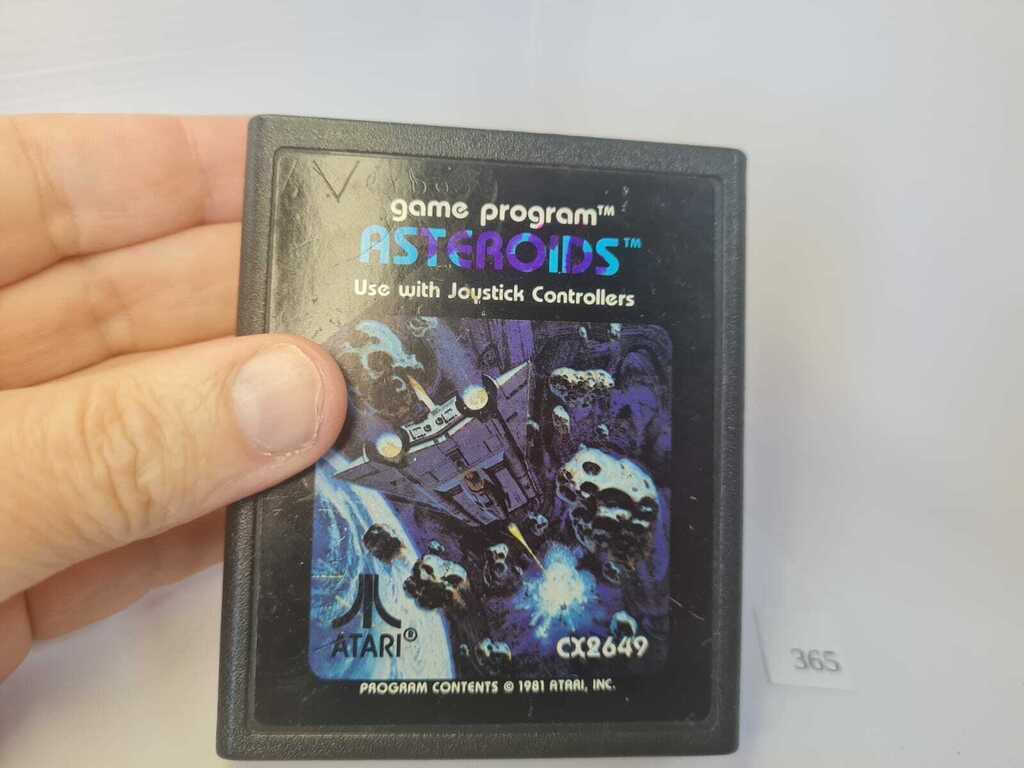 game program™
ASTEROIDS™
Use with Joystick Controllers
ATARI®
CX2649
PROGRAM CONTENTS © 1981 ATARI, INC.
365